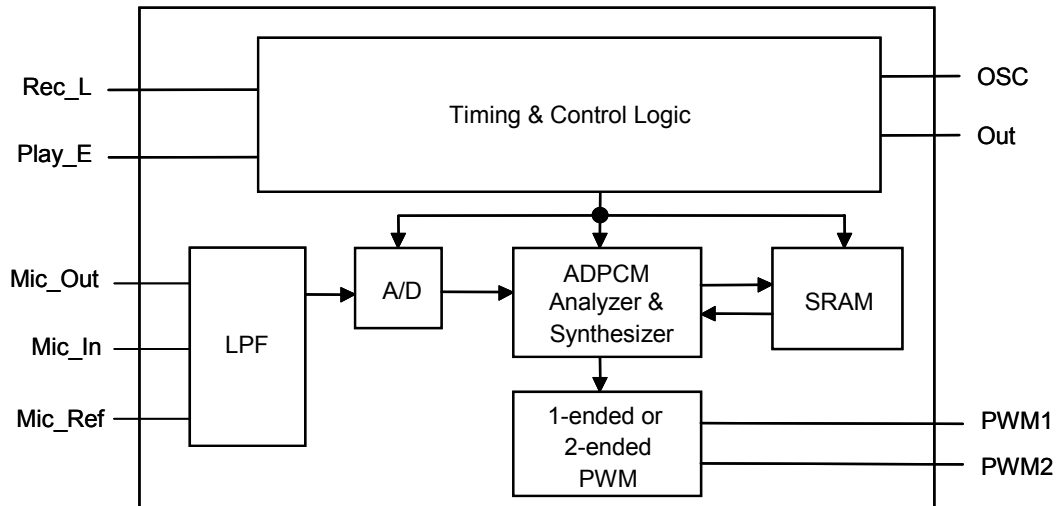 Rec_L
Play_E
Timing & Control Logic
OSC
Out
Mic_Out
Mic_In
Mic_Ref
LPF
A/D
ADPCM
Analyzer &
Synthesizer
SRAM
1-ended or
2-ended
PWM
PWM1
PWM2